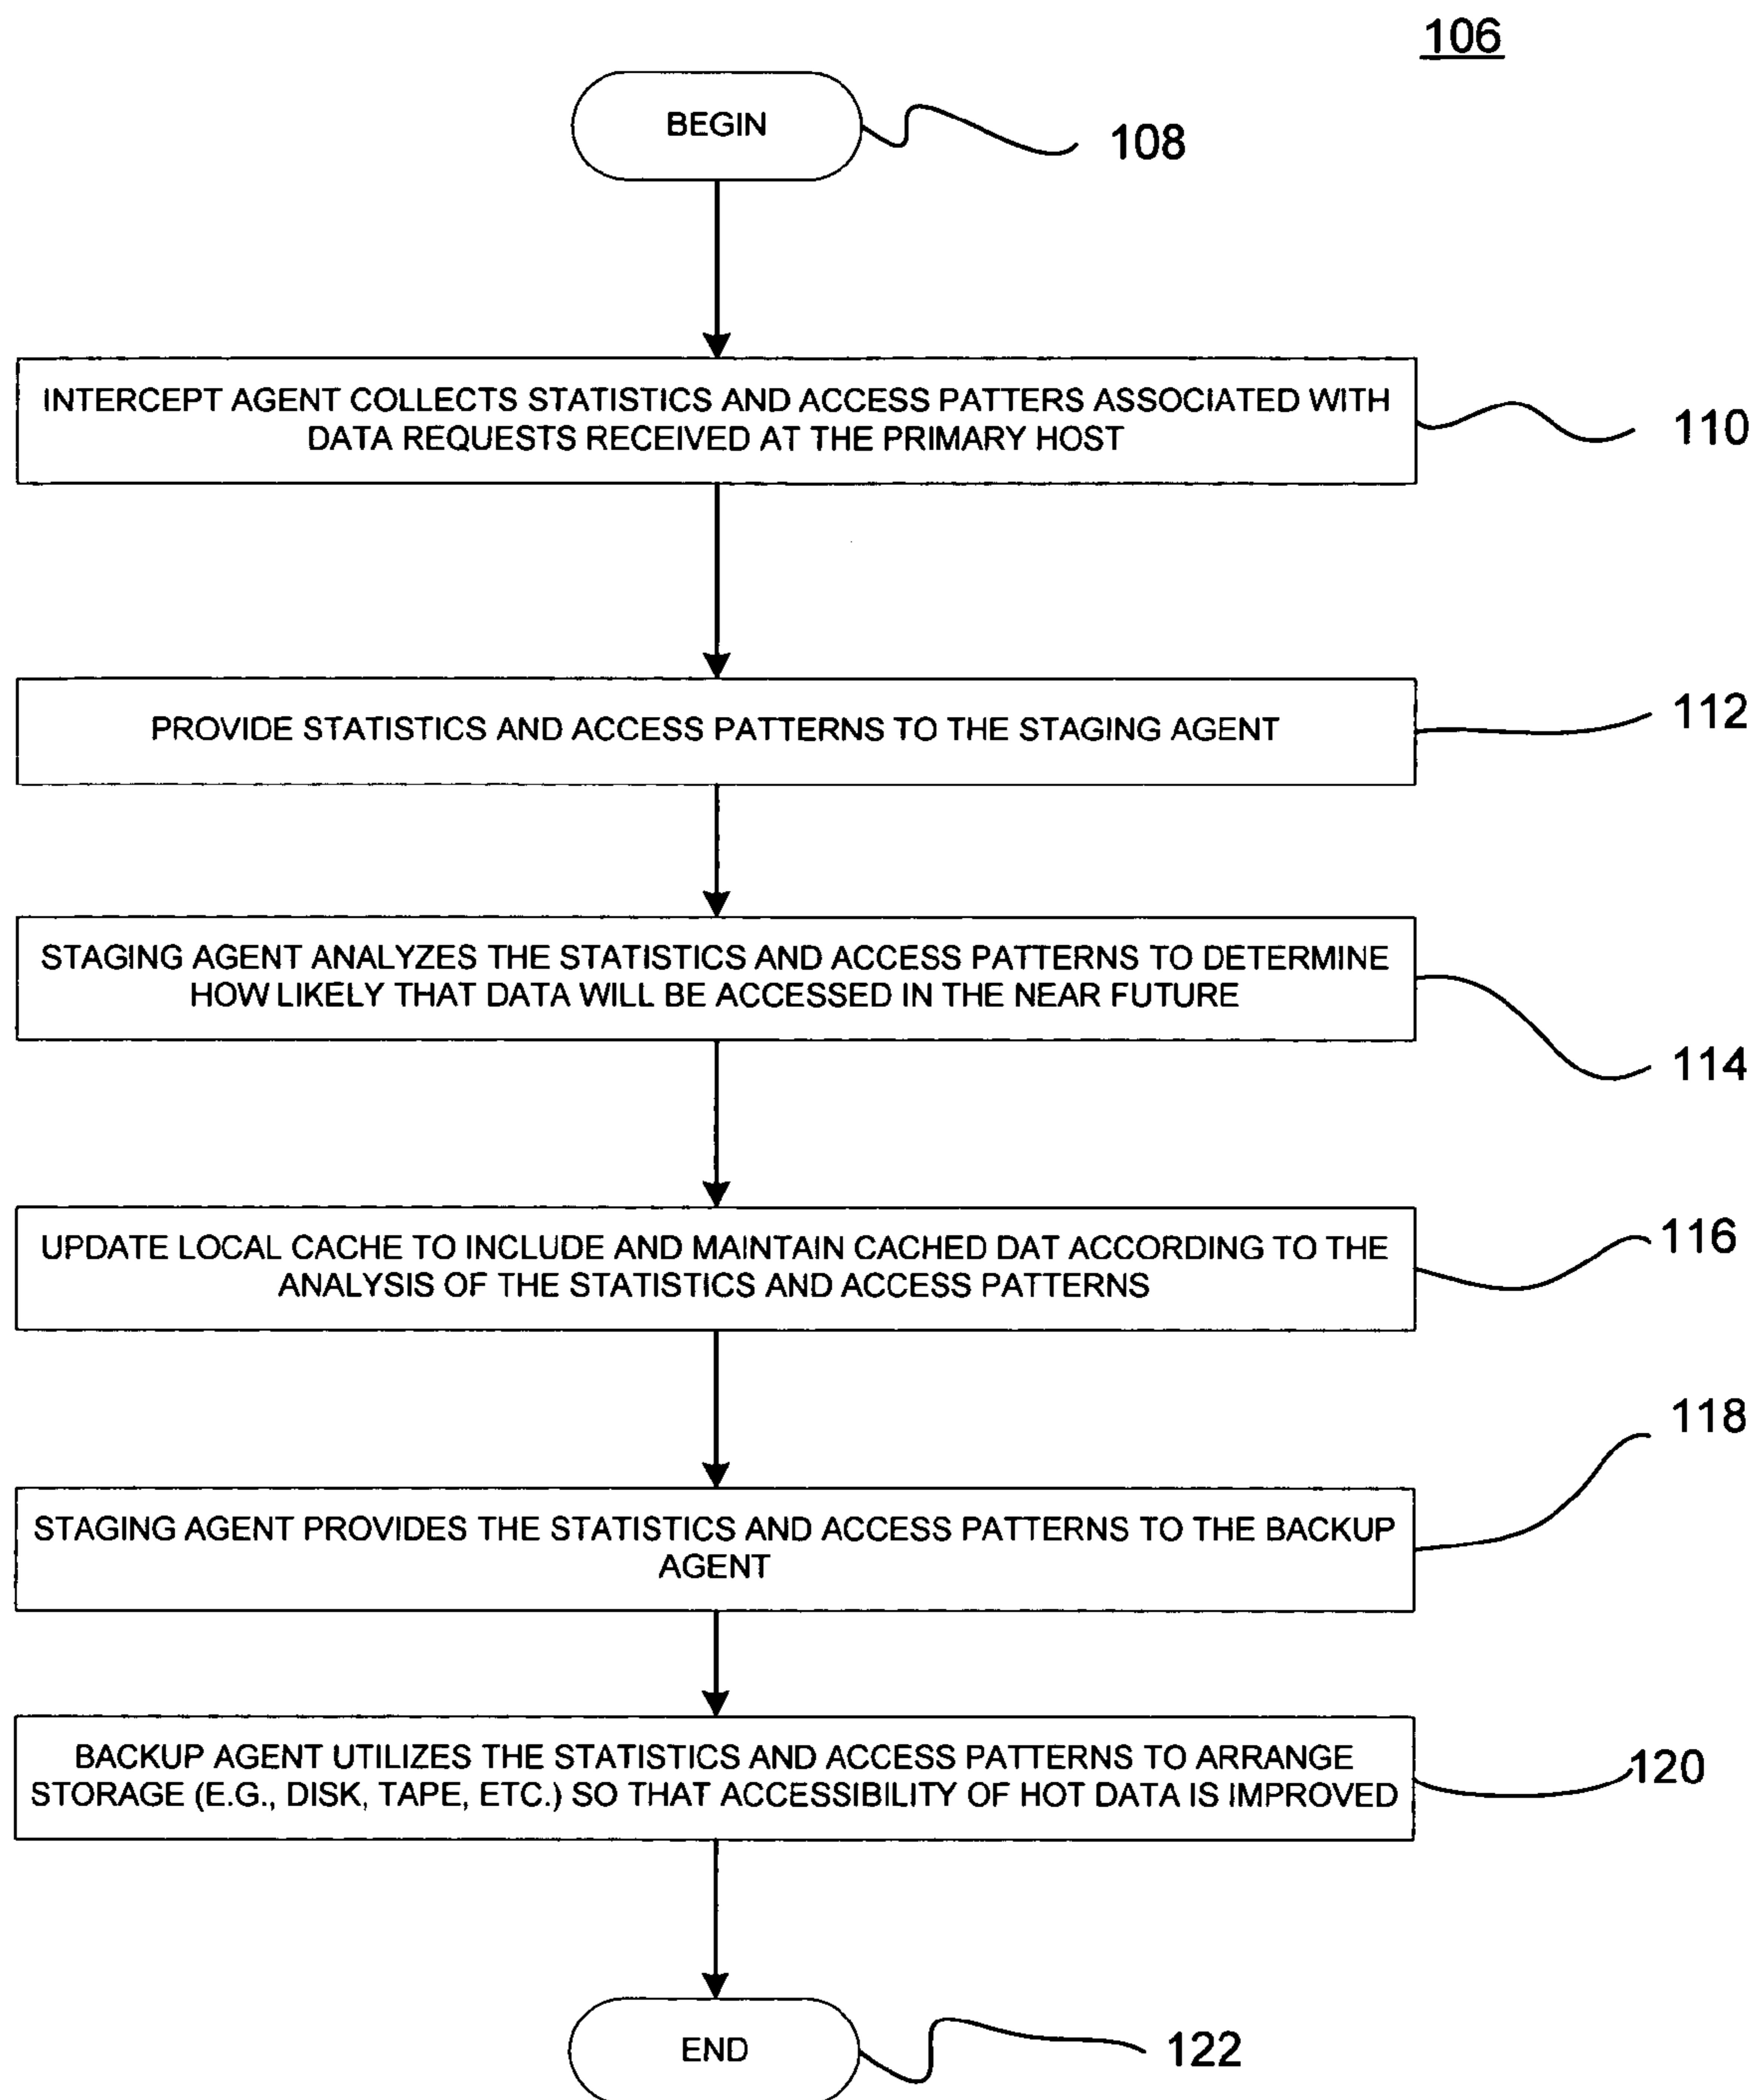 106
BEGIN
108
INTERCEPT AGENT COLLECTS STATISTICS AND ACCESS PATTERS ASSOCIATED WITH
DATA REQUESTS RECEIVED AT THE PRIMARY HOST
110
PROVIDE STATISTICS AND ACCESS PATTERNS TO THE STAGING AGENT
112
STAGING AGENT ANALYZES THE STATISTICS AND ACCESS PATTERNS TO DETERMINE
HOW LIKELY THAT DATA WILL BE ACCESSED IN THE NEAR FUTURE
114
UPDATE LOCAL CACHE TO INCLUDE AND MAINTAIN CACHED DAT ACCORDING TO THE
ANALYSIS OF THE STATISTICS AND ACCESS PATTERNS
116
STAGING AGENT PROVIDES THE STATISTICS AND ACCESS PATTERNS TO THE BACKUP
AGENT
118
BACKUP AGENT UTILIZES THE STATISTICS AND ACCESS PATTERNS TO ARRANGE
STORAGE (E.G., DISK, TAPE, ETC.) SO THAT ACCESSIBILITY OF HOT DATA IS IMPROVED
120
END
122